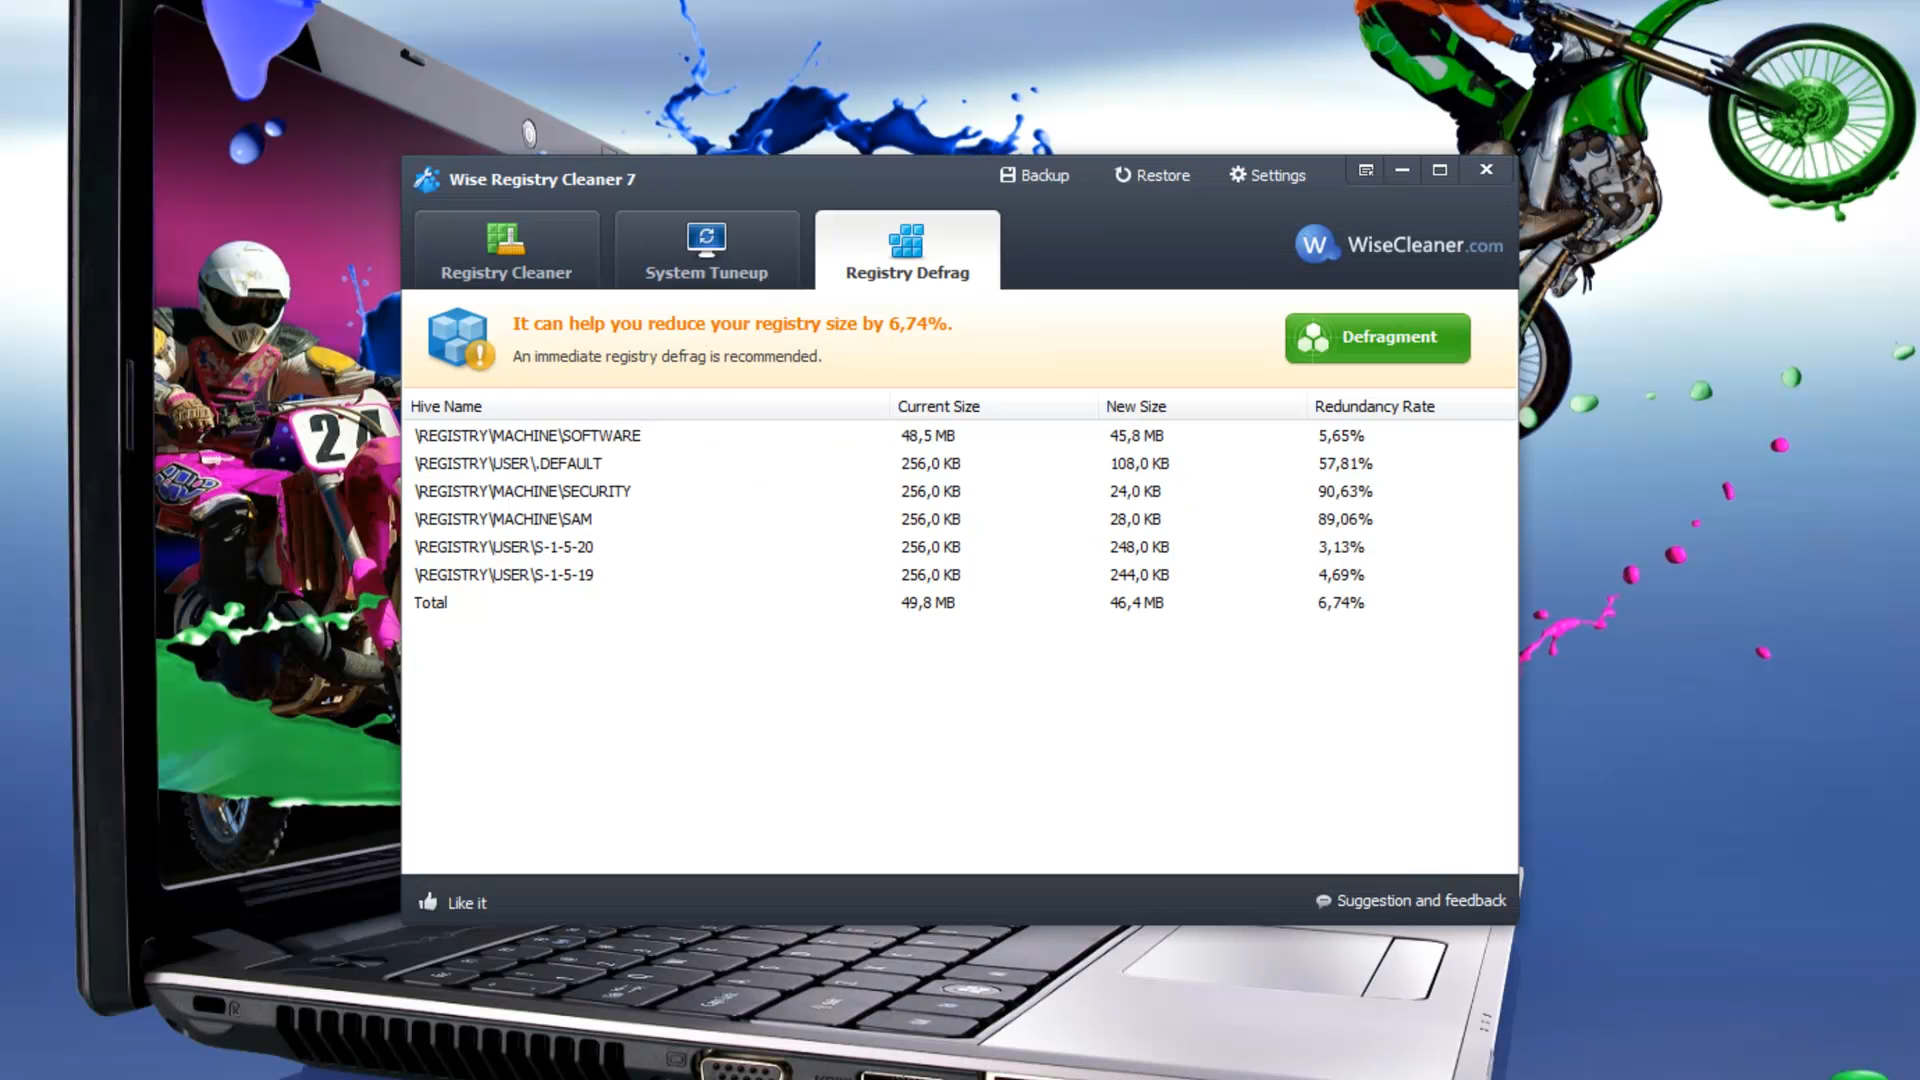 Wise Registry Cleaner 7
Backup
Restore
Settings
Registry Cleaner
System Tuneup
Registry Defrag
W WiseCleaner.com
It can help you reduce your registry size by 6,74%.
An immediate registry defrag is recommended.
Defragment
Hive Name Current Size New Size Redundancy Rate
\REGISTRY\MACHINE\SOFTWARE 48,5 MB 45,8 MB 5,65%
\REGISTRY\USER\.DEFAULT 256,0 KB 108,0 KB 57,81%
\REGISTRY\MACHINE\SECURITY 256,0 KB 24,0 KB 90,63%
\REGISTRY\MACHINE\SAM 256,0 KB 28,0 KB 89,06%
\REGISTRY\USER\S-1-5-20 256,0 KB 248,0 KB 3,13%
\REGISTRY\USER\S-1-5-19 256,0 KB 244,0 KB 4,69%
Total 49,8 MB 46,4 MB 6,74%
Like it
Suggestion and feedback